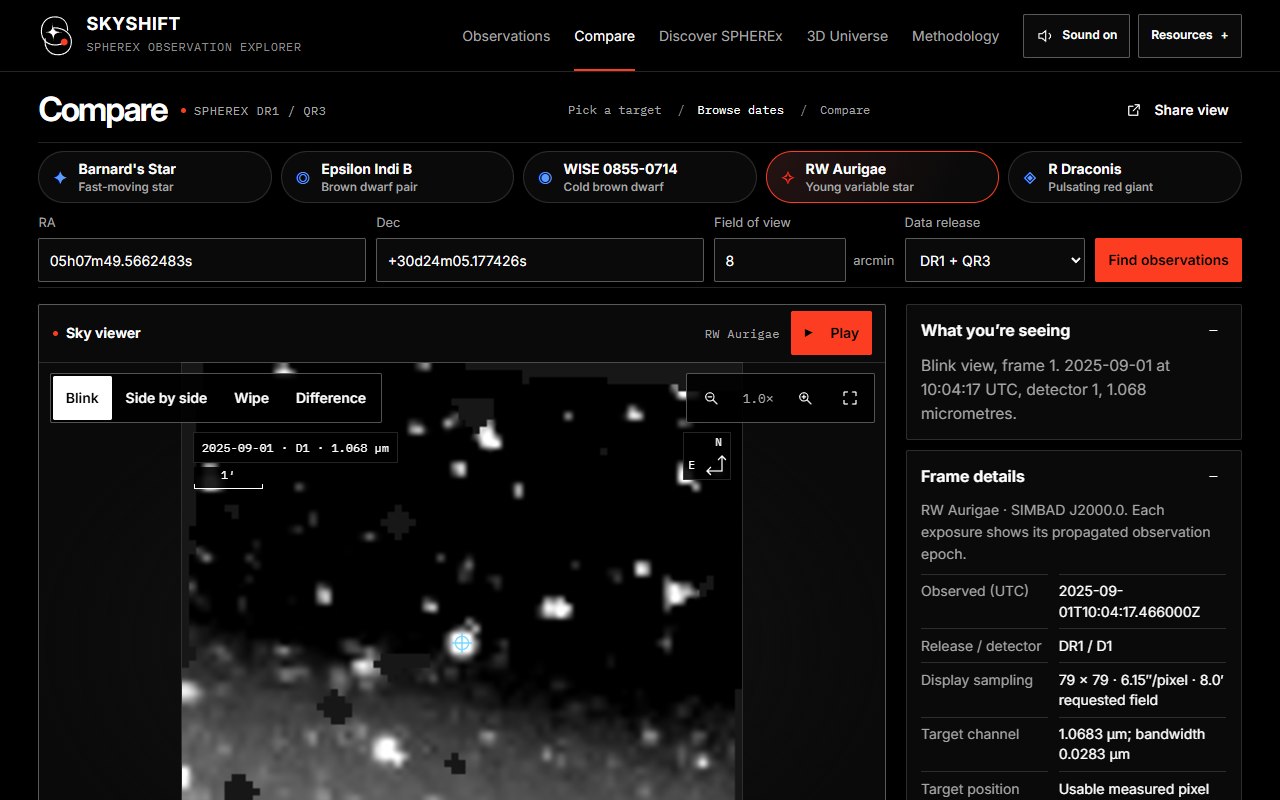 SKYSHIFT
SPHEREX OBSERVATION EXPLORER
Observations
Compare
Discover SPHEREx
3D Universe
Methodology
Sound on
Resources +
Compare
SPHEREX DR1 / QR3
Pick a target / Browse dates / Compare
Share view
Barnard's Star
Fast-moving star
Epsilon Indi B
Brown dwarf pair
WISE 0855-0714
Cold brown dwarf
RW Aurigae
Young variable star
R Draconis
Pulsating red giant
RA
05h07m49.5662483s
Dec
+30d24m05.177426s
Field of view
8
arcmin
Data release
DR1 + QR3
Find observations
Sky viewer
RW Aurigae
Play
Blink
Side by side
Wipe
Difference
1.0×
2025-09-01 · D1 · 1.068 µm
1′
N
E
What you’re seeing
Blink view, frame 1. 2025-09-01 at
10:04:17 UTC, detector 1, 1.068
micrometres.
Frame details
RW Aurigae · SIMBAD J2000.0. Each
exposure shows its propagated observation
epoch.
Observed (UTC)
2025-09-
01T10:04:17.466000Z
Release / detector
DR1 / D1
Display sampling
79 × 79 · 6.15″/pixel · 8.0′
requested field
Target channel
1.0683 µm; bandwidth
0.0283 µm
Target position
Usable measured pixel